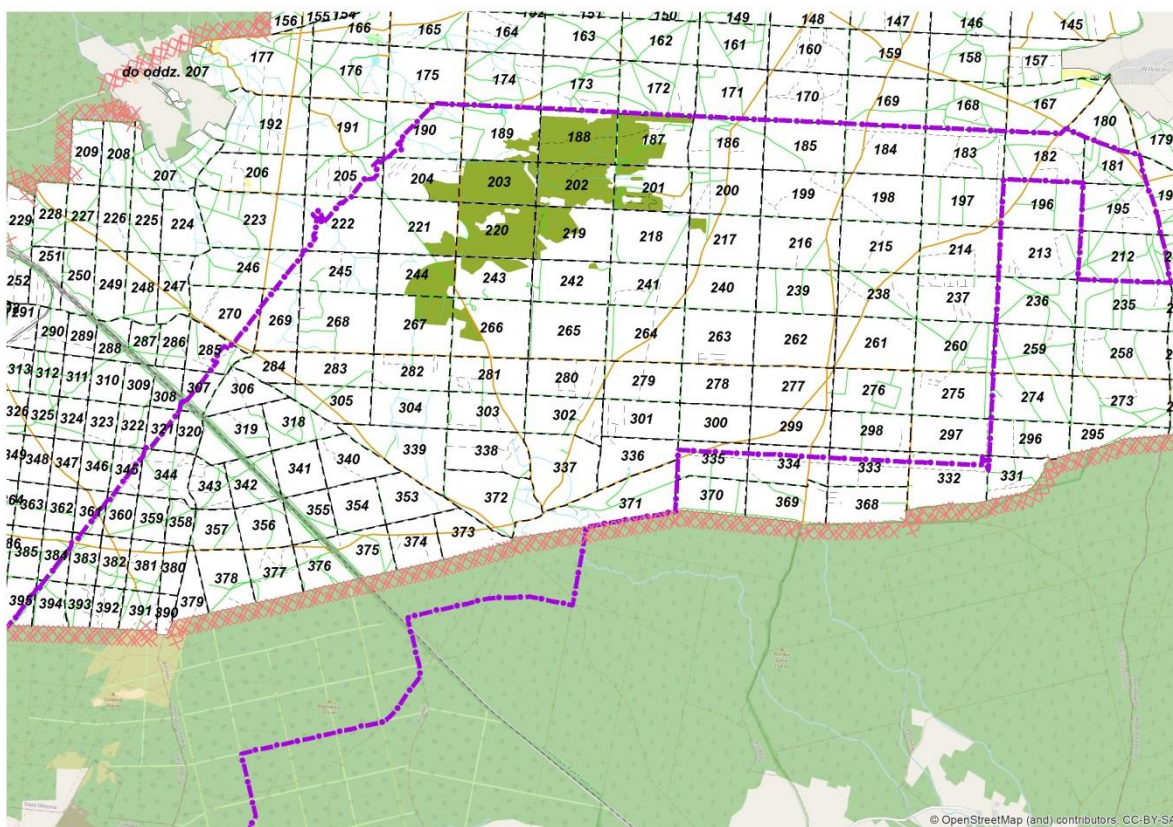 156 155 154 166 165 152 164 151 163 150 162 149 161 148 160 147 159 146 158 145 157
177 176 175 174 173 172 171 170 169 168 167
do oddz. 207
180 179
192 191 190 189 188 187 186 185 184 183 182 181
209 208 207 206 205 204 203 202 201 200 199 198 197 196 195
229 228 227 226 225 224 223 222 221 220 219 218 217 216 215 214 213 212
251 250 249 248 247 246 245 244 243 242 241 240 239 238 237 236 235
252
291 290 289 288 287 286 285 270 269 268 267 266 265 264 263 262 261 260 259 258
313 312 311 310 309 308 307 306 284 283 282 281 280 279 278 277 276 275 274 273
326 325 324 323 322 321 320 319 318 305 304 303 302 301 300 299 298 297 296 295
349 348 347 346 345 344 343 342 341 340 339 338 337 336 335 334 333 332 331
363 362 361 360 359 358 357 356 355 354 353 372 371 370 369 368
385 384 383 382 381 380 378 377 376 375 374 373
395 394 393 392 391 390 379
Stara Oleszna
© OpenStreetMap (and) contributors, CC-BY-SA